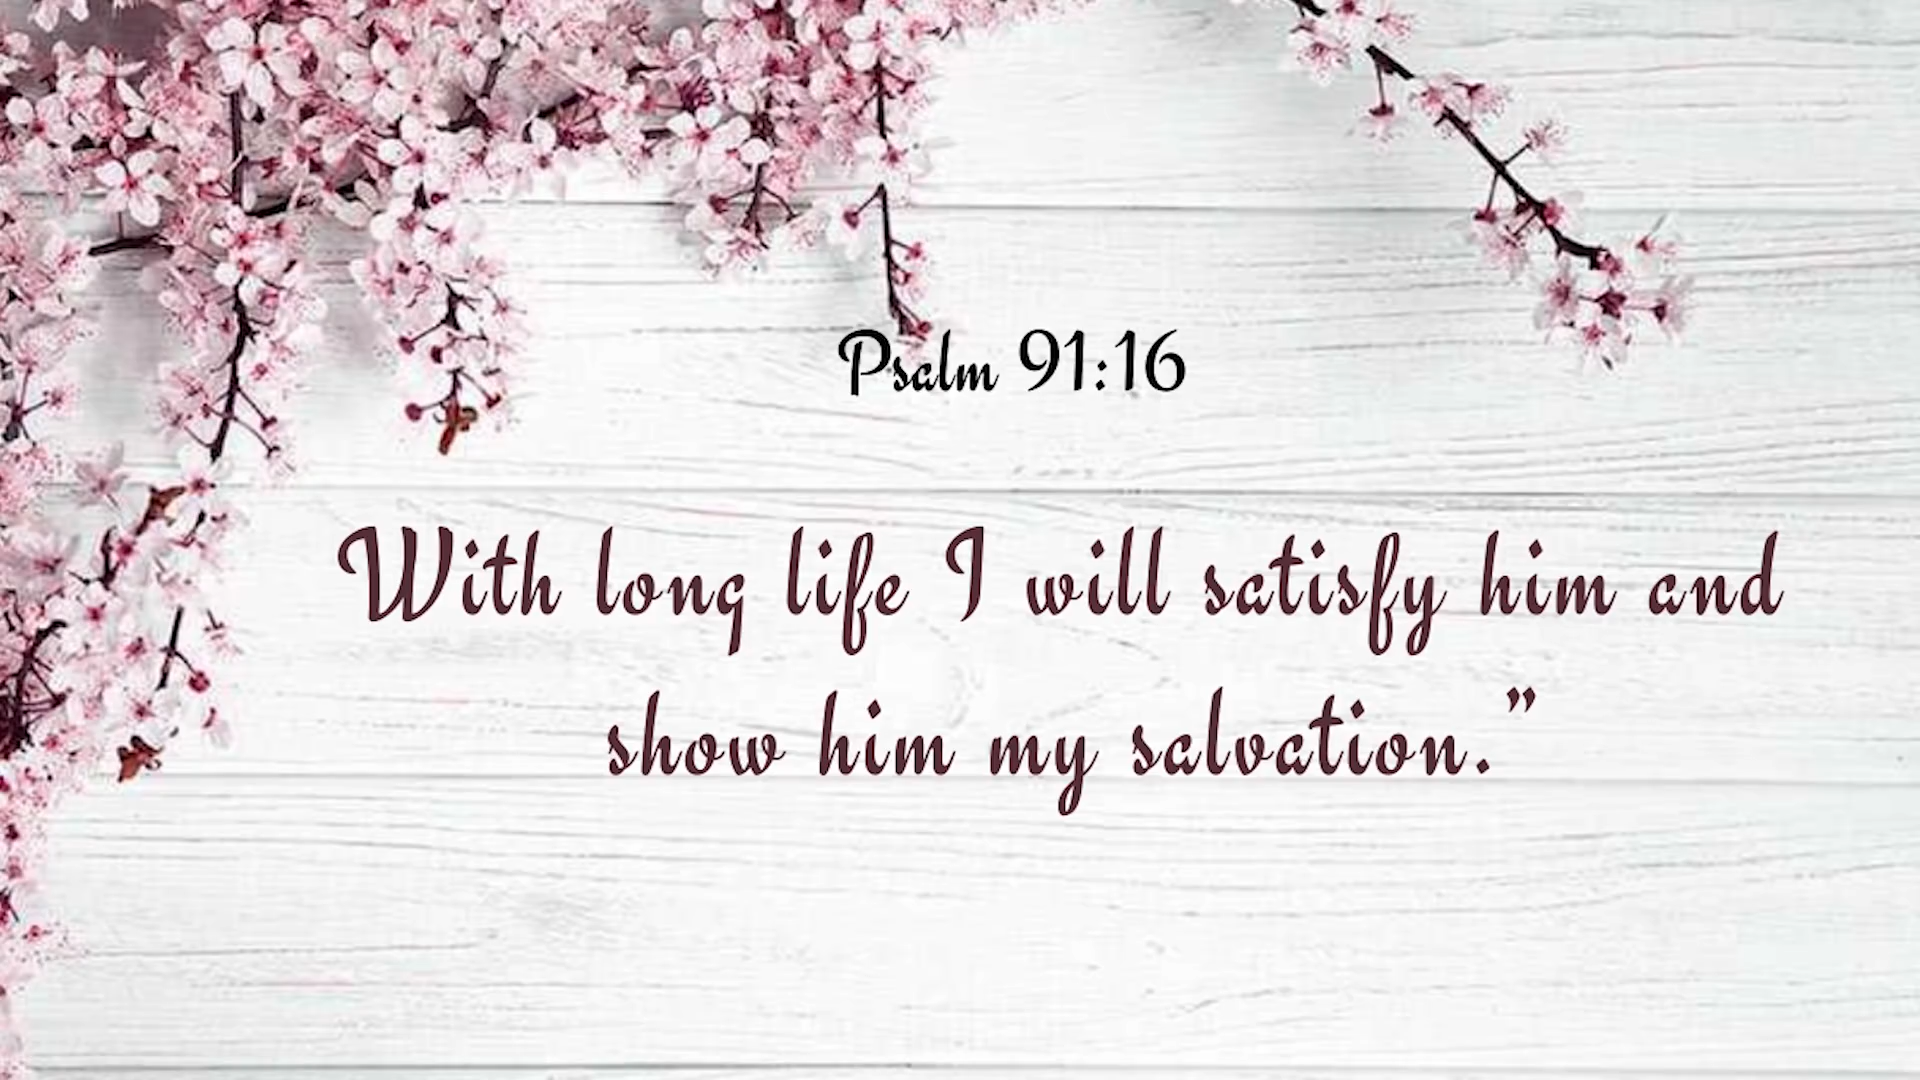 Psalm 91:16
With long life I will satisfy him and
show him my salvation.”